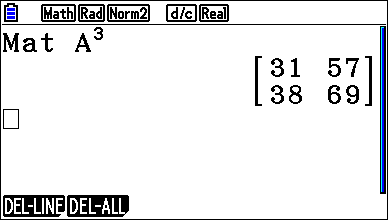 Math Rad Norm2 d/c Real
Mat A³
[31 57
38 69]
DEL-LINE DEL-ALL